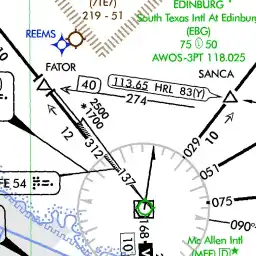 (71E7)
219 - 51
REEMS
EDINBURG
South Texas Intl At Edinburg
(EBG)
75 50
AWOS-3PT 118.025
FATOR
SANCA
40
113.65 HRL 83(Y)
274
2500
*1700
12
312
137
10
029
051
075
090°
FE 54
168
Mc Allen Intl
(MFE) D